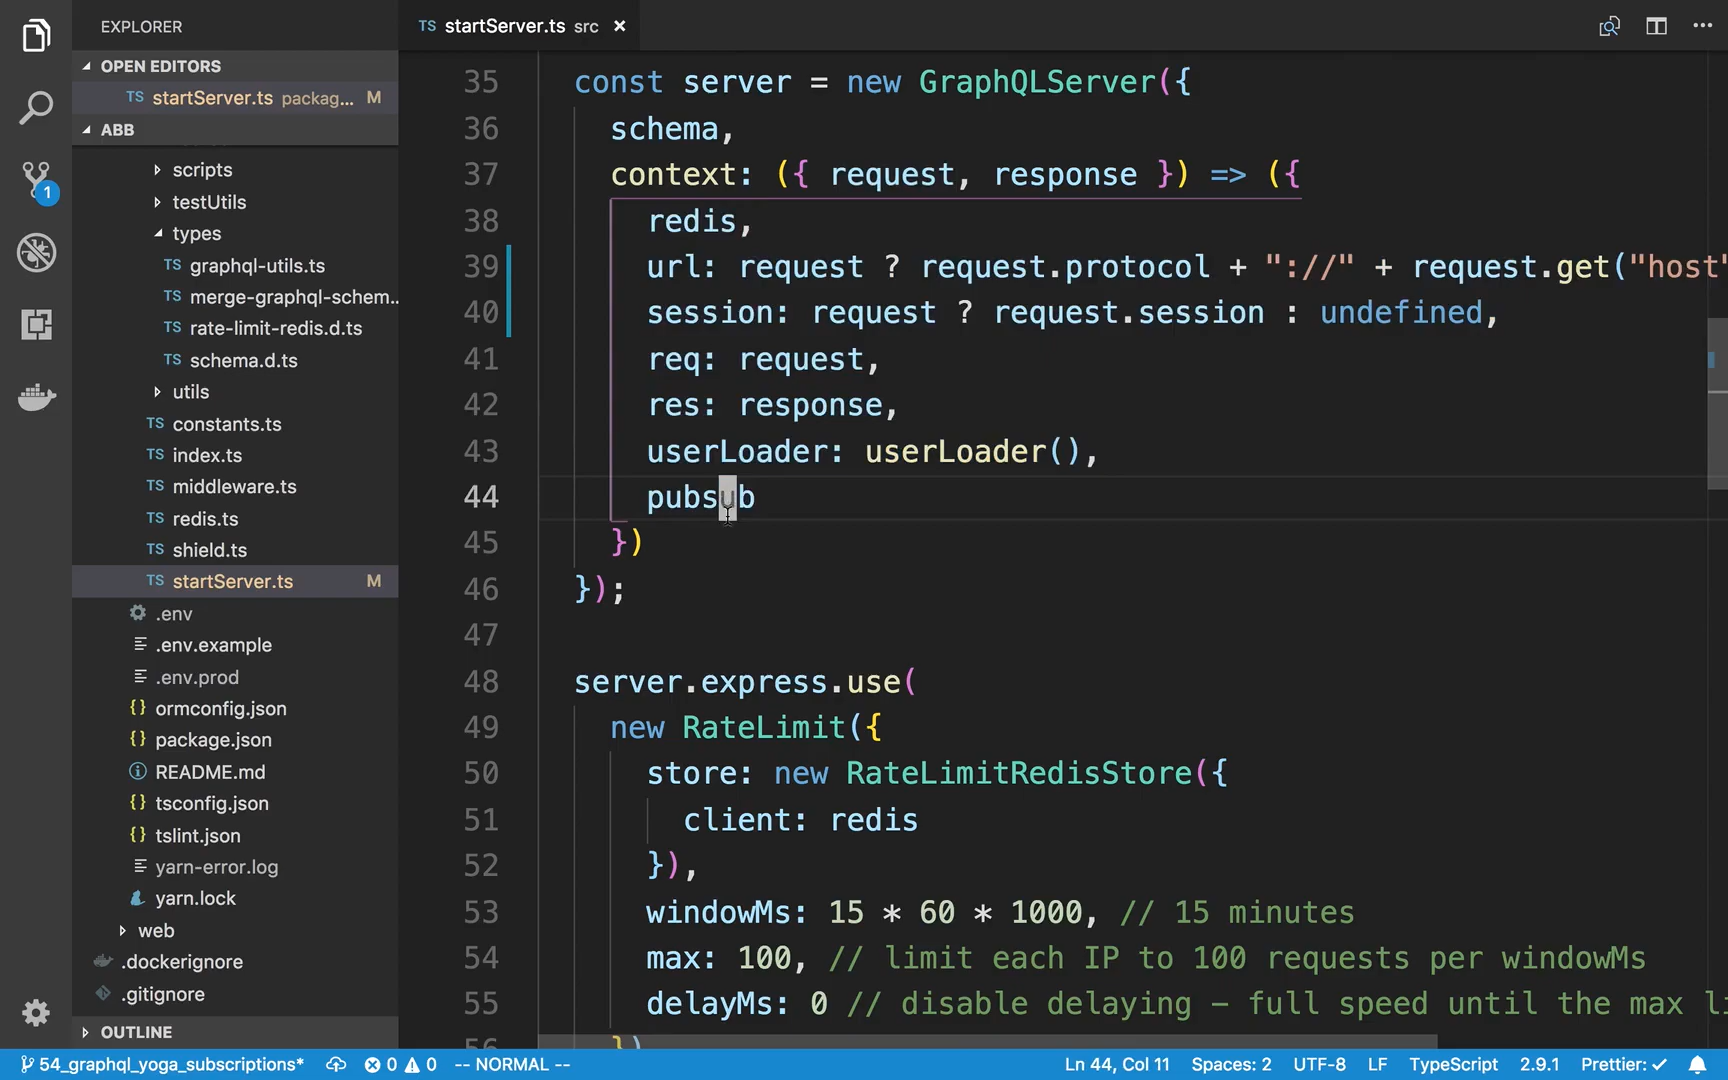 EXPLORER
OPEN EDITORS
TS startServer.ts packag... M
ABB
scripts
testUtils
types
TS graphql-utils.ts
TS merge-graphql-schem..
TS rate-limit-redis.d.ts
TS schema.d.ts
utils
TS constants.ts
TS index.ts
TS middleware.ts
TS redis.ts
TS shield.ts
TS startServer.ts M
.env
.env.example
.env.prod
{} ormconfig.json
{} package.json
README.md
{} tsconfig.json
{} tslint.json
yarn-error.log
yarn.lock
web
.dockerignore
.gitignore
OUTLINE
1
TS startServer.ts src ×
35 const server = new GraphQLServer({
36 schema,
37 context: ({ request, response }) => ({
38 redis,
39 url: request ? request.protocol + "://" + request.get("host"
40 session: request ? request.session : undefined,
41 req: request,
42 res: response,
43 userLoader: userLoader(),
44 pubsub
45 })
46 });
47
48 server.express.use(
49 new RateLimit({
50 store: new RateLimitRedisStore({
51 client: redis
52 }),
53 windowMs: 15 * 60 * 1000, // 15 minutes
54 max: 100, // limit each IP to 100 requests per windowMs
55 delayMs: 0 // disable delaying – full speed until the max li
56 })
54_graphql_yoga_subscriptions* 0 0 -- NORMAL -- Ln 44, Col 11 Spaces: 2 UTF-8 LF TypeScript 2.9.1 Prettier: ✓